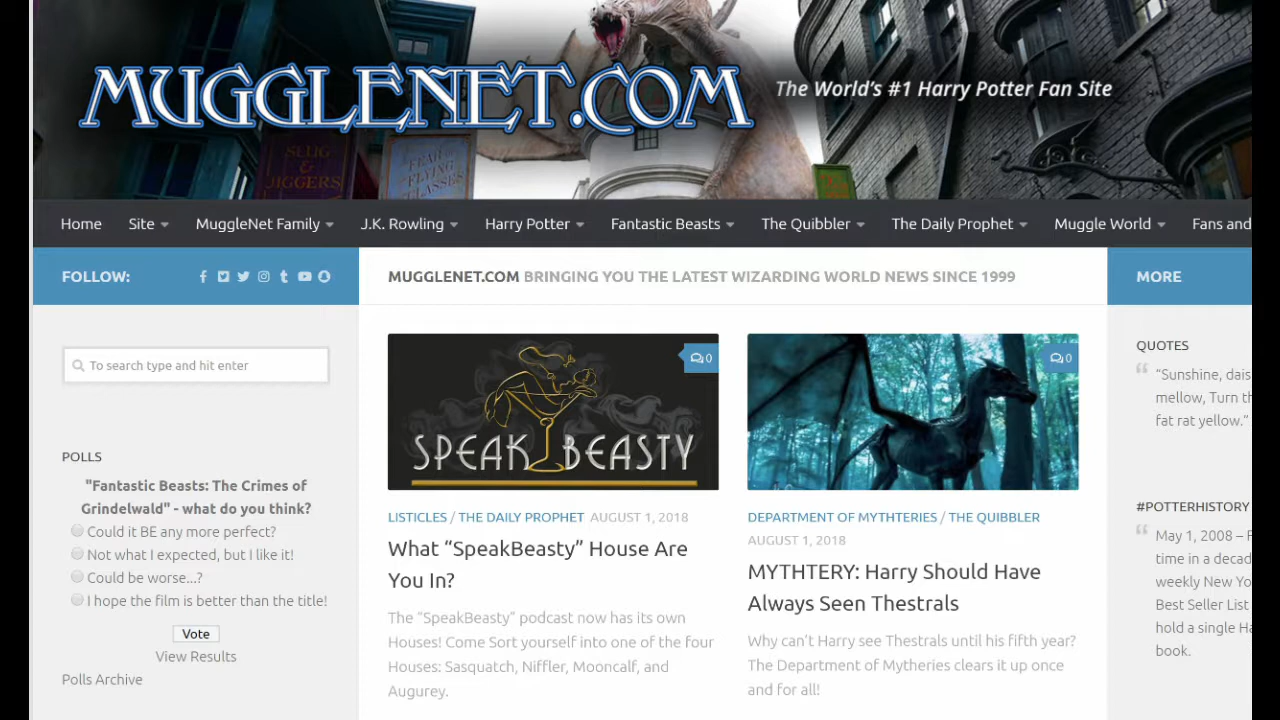 MUGGLENET.COM
The World's #1 Harry Potter Fan Site
SLUG
&
JIGGERS
FEAR
OF
FLYING
Home Site MuggleNet Family J.K. Rowling Harry Potter Fantastic Beasts The Quibbler The Daily Prophet Muggle World Fans and
FOLLOW:
MUGGLENET.COM BRINGING YOU THE LATEST WIZARDING WORLD NEWS SINCE 1999
MORE
To search type and hit enter
POLLS
"Fantastic Beasts: The Crimes of
Grindelwald" - what do you think?
Could it BE any more perfect?
Not what I expected, but I like it!
Could be worse...?
I hope the film is better than the title!
Vote
View Results
Polls Archive
0
SPEAK BEASTY
LISTICLES / THE DAILY PROPHET AUGUST 1, 2018
What “SpeakBeasty” House Are
You In?
The “SpeakBeasty” podcast now has its own
Houses! Come Sort yourself into one of the four
Houses: Sasquatch, Niffler, Mooncalf, and
Augurey.
0
DEPARTMENT OF MYTHTERIES / THE QUIBBLER
AUGUST 1, 2018
MYTHTERY: Harry Should Have
Always Seen Thestrals
Why can’t Harry see Thestrals until his fifth year?
The Department of Mytheries clears it up once
and for all!
QUOTES
“Sunshine, dais
mellow, Turn th
fat rat yellow.”
#POTTERHISTORY
May 1, 2008 – F
time in a decad
weekly New Yo
Best Seller List
hold a single Ha
book.